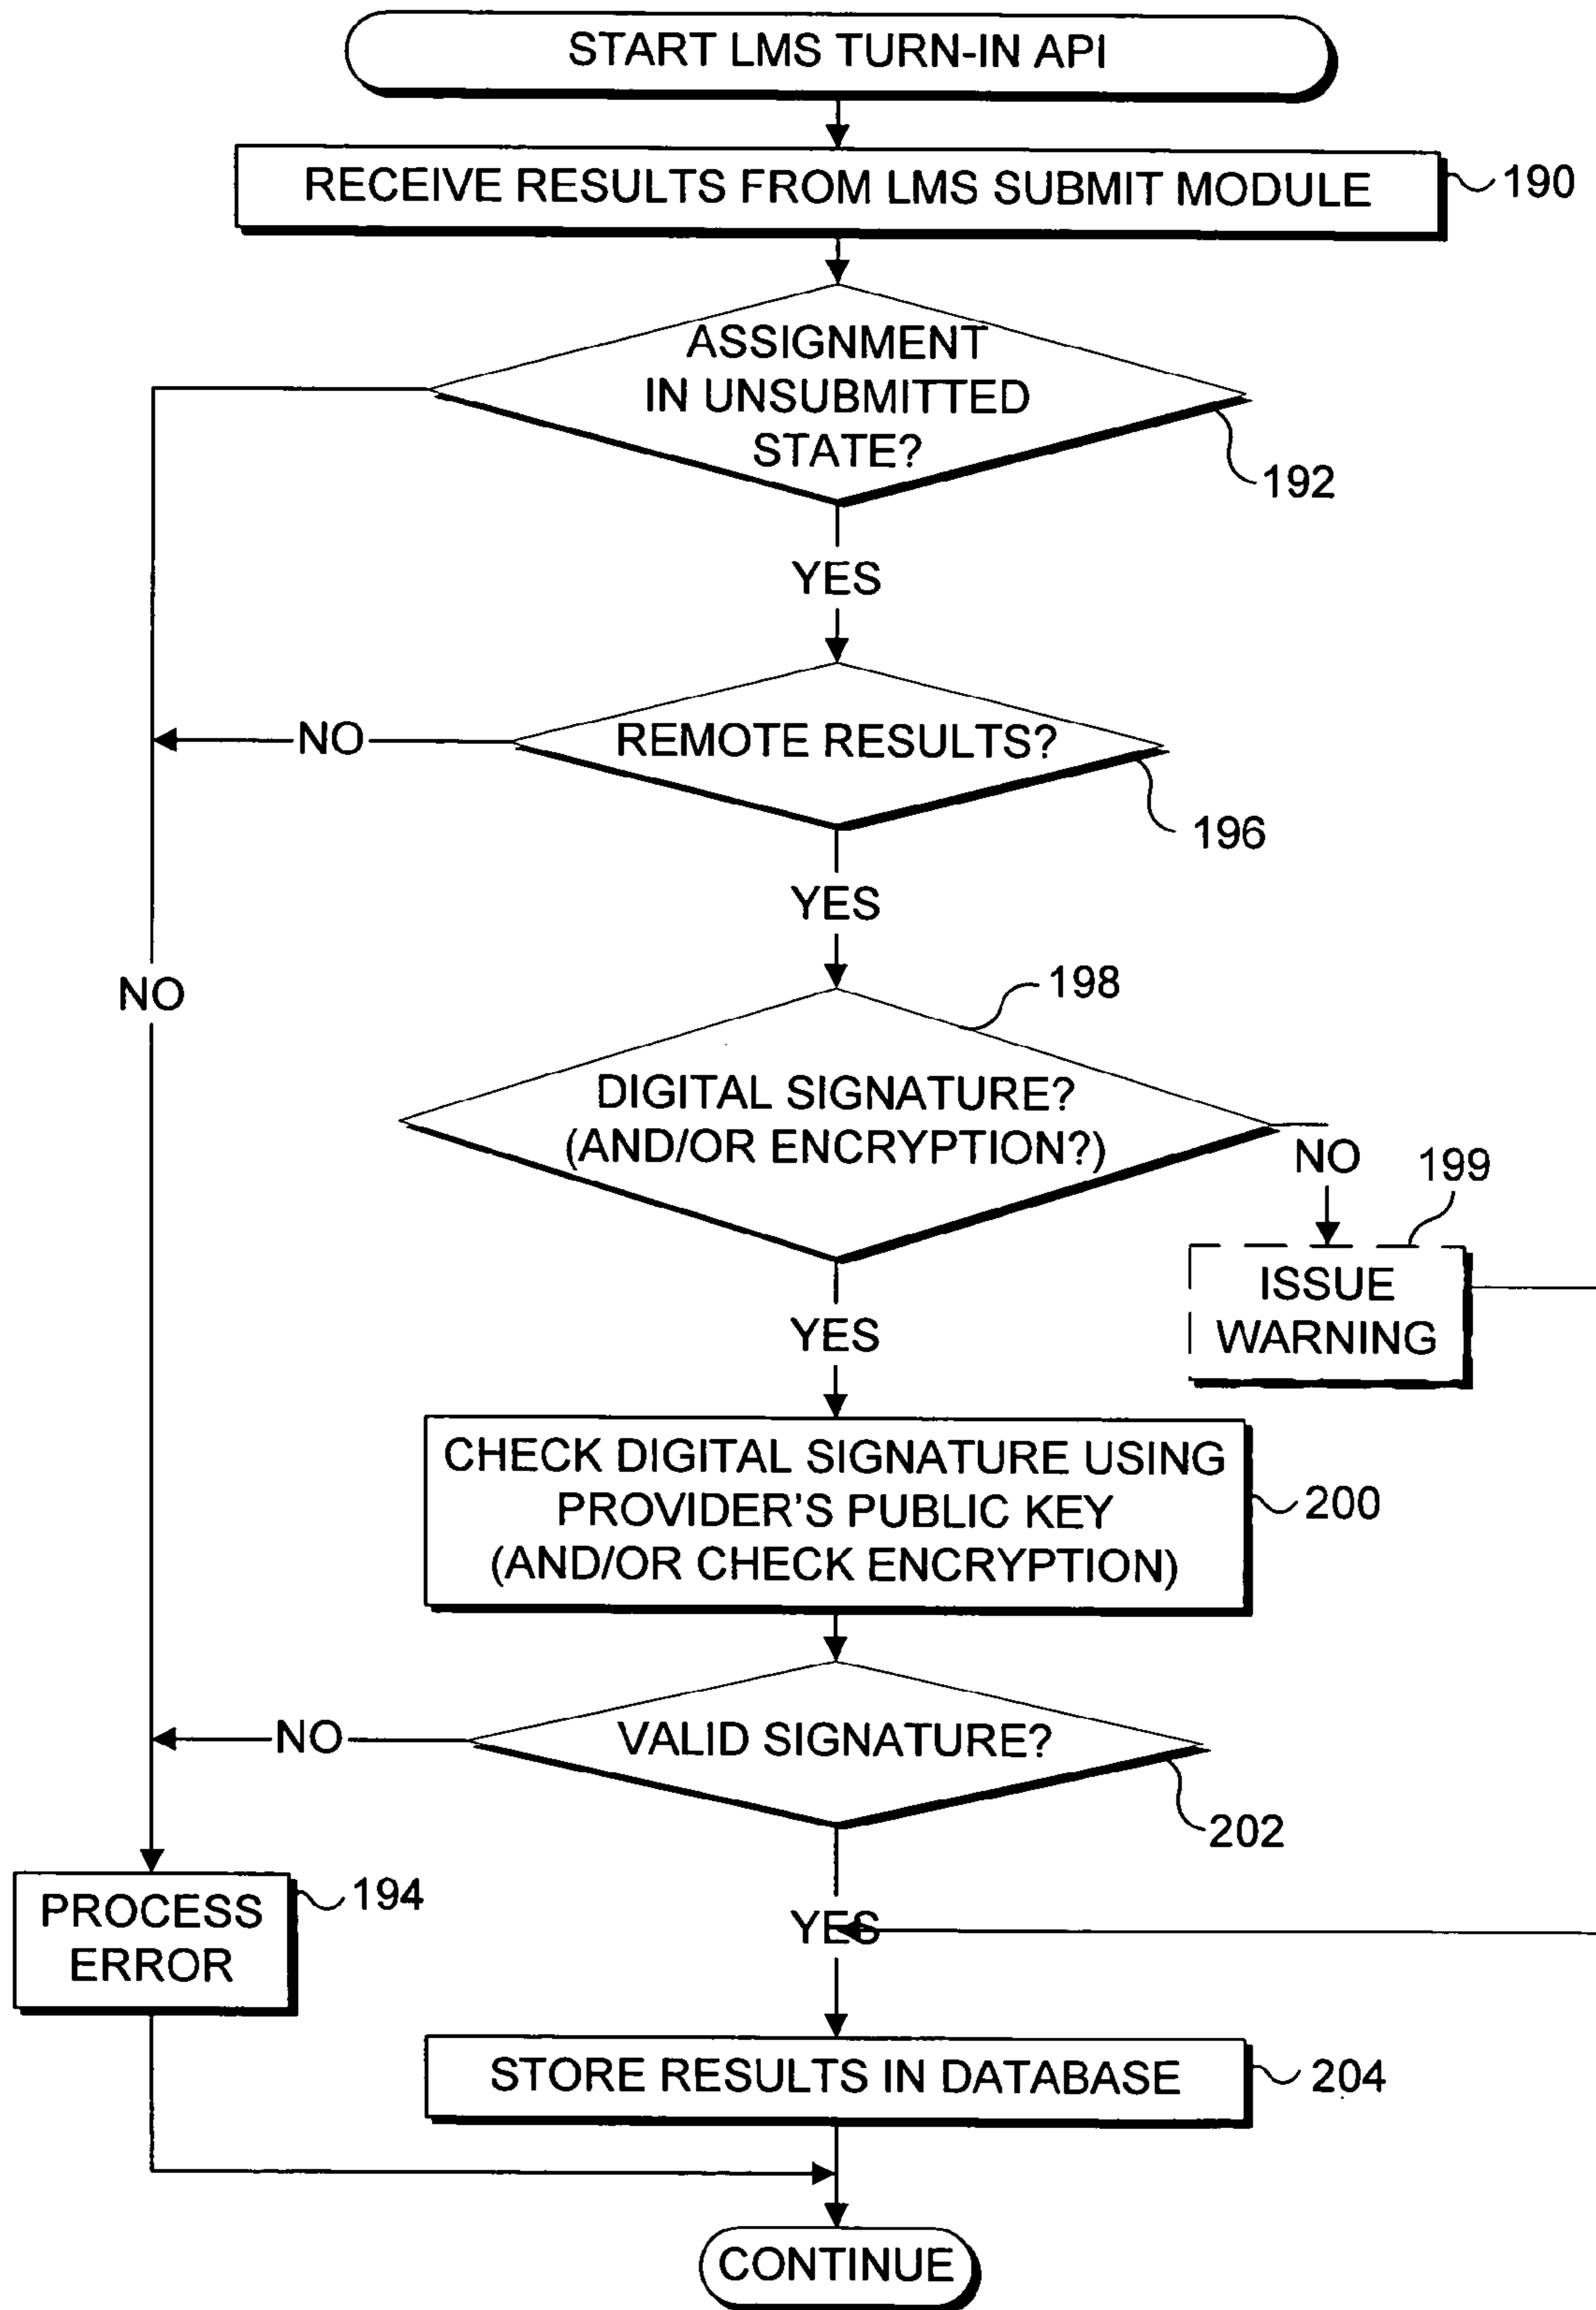 START LMS TURN-IN API
RECEIVE RESULTS FROM LMS SUBMIT MODULE
190
ASSIGNMENT
IN UNSUBMITTED
STATE?
192
YES
REMOTE RESULTS?
NO
196
YES
NO
198
DIGITAL SIGNATURE?
(AND/OR ENCRYPTION?)
NO
199
ISSUE
WARNING
YES
CHECK DIGITAL SIGNATURE USING
PROVIDER'S PUBLIC KEY
(AND/OR CHECK ENCRYPTION)
200
VALID SIGNATURE?
NO
202
PROCESS
ERROR
194
YES
STORE RESULTS IN DATABASE
204
CONTINUE